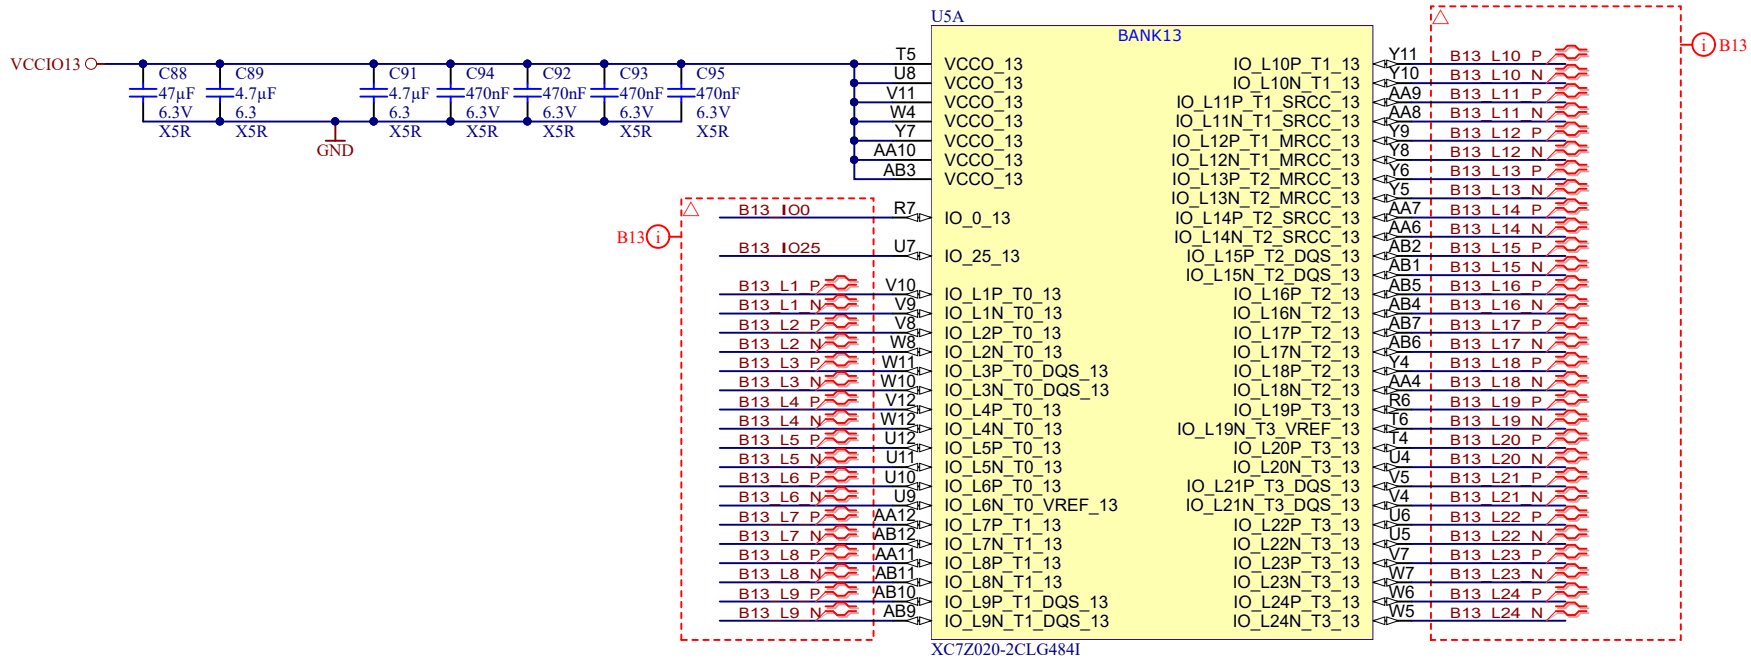 U5A
BANK13
VCCIO13
C88
47µF
6.3V
X5R
C89
4.7µF
6.3
X5R
C91
4.7µF
6.3
X5R
C94
470nF
6.3V
X5R
C92
470nF
6.3V
X5R
C93
470nF
6.3V
X5R
C95
470nF
6.3V
X5R
GND
T5 VCCO_13
U8 VCCO_13
V11 VCCO_13
W4 VCCO_13
Y7 VCCO_13
AA10 VCCO_13
AB3 VCCO_13
B13
B13_IO0 R7 IO_0_13
B13_IO25 U7 IO_25_13
B13_L1_P V10 IO_L1P_T0_13
B13_L1_N V9 IO_L1N_T0_13
B13_L2_P V8 IO_L2P_T0_13
B13_L2_N W8 IO_L2N_T0_13
B13_L3_P W11 IO_L3P_T0_DQS_13
B13_L3_N W10 IO_L3N_T0_DQS_13
B13_L4_P V12 IO_L4P_T0_13
B13_L4_N W12 IO_L4N_T0_13
B13_L5_P U12 IO_L5P_T0_13
B13_L5_N U11 IO_L5N_T0_13
B13_L6_P U10 IO_L6P_T0_13
B13_L6_N U9 IO_L6N_T0_VREF_13
B13_L7_P AA12 IO_L7P_T1_13
B13_L7_N AB12 IO_L7N_T1_13
B13_L8_P AA11 IO_L8P_T1_13
B13_L8_N AB11 IO_L8N_T1_13
B13_L9_P AB10 IO_L9P_T1_DQS_13
B13_L9_N AB9 IO_L9N_T1_DQS_13
IO_L10P_T1_13 Y11 B13_L10_P
IO_L10N_T1_13 Y10 B13_L10_N
IO_L11P_T1_SRCC_13 AA9 B13_L11_P
IO_L11N_T1_SRCC_13 AA8 B13_L11_N
IO_L12P_T1_MRCC_13 Y9 B13_L12_P
IO_L12N_T1_MRCC_13 Y8 B13_L12_N
IO_L13P_T2_MRCC_13 Y6 B13_L13_P
IO_L13N_T2_MRCC_13 Y5 B13_L13_N
IO_L14P_T2_SRCC_13 AA7 B13_L14_P
IO_L14N_T2_SRCC_13 AA6 B13_L14_N
IO_L15P_T2_DQS_13 AB2 B13_L15_P
IO_L15N_T2_DQS_13 AB1 B13_L15_N
IO_L16P_T2_13 AB5 B13_L16_P
IO_L16N_T2_13 AB4 B13_L16_N
IO_L17P_T2_13 AB7 B13_L17_P
IO_L17N_T2_13 AB6 B13_L17_N
IO_L18P_T2_13 Y4 B13_L18_P
IO_L18N_T2_13 AA4 B13_L18_N
IO_L19P_T3_13 R6 B13_L19_P
IO_L19N_T3_VREF_13 T6 B13_L19_N
IO_L20P_T3_13 T4 B13_L20_P
IO_L20N_T3_13 U4 B13_L20_N
IO_L21P_T3_DQS_13 V5 B13_L21_P
IO_L21N_T3_DQS_13 V4 B13_L21_N
IO_L22P_T3_13 U6 B13_L22_P
IO_L22N_T3_13 U5 B13_L22_N
IO_L23P_T3_13 V7 B13_L23_P
IO_L23N_T3_13 W7 B13_L23_N
IO_L24P_T3_13 W6 B13_L24_P
IO_L24N_T3_13 W5 B13_L24_N
i B13
XC7Z020-2CLG484I